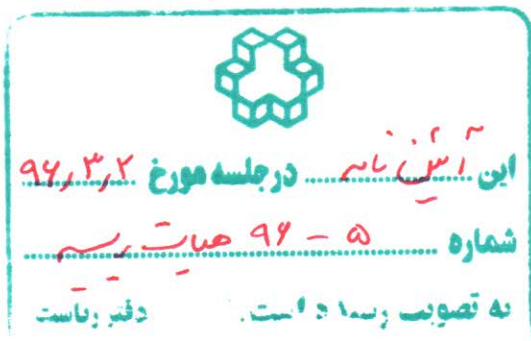 این آئین نامه در جلسه مورخ ۹۶,۳,۲
شماره ۵ - ۹۶ هیات رییسه
به تصویب رسیده است. دفتر ریاست